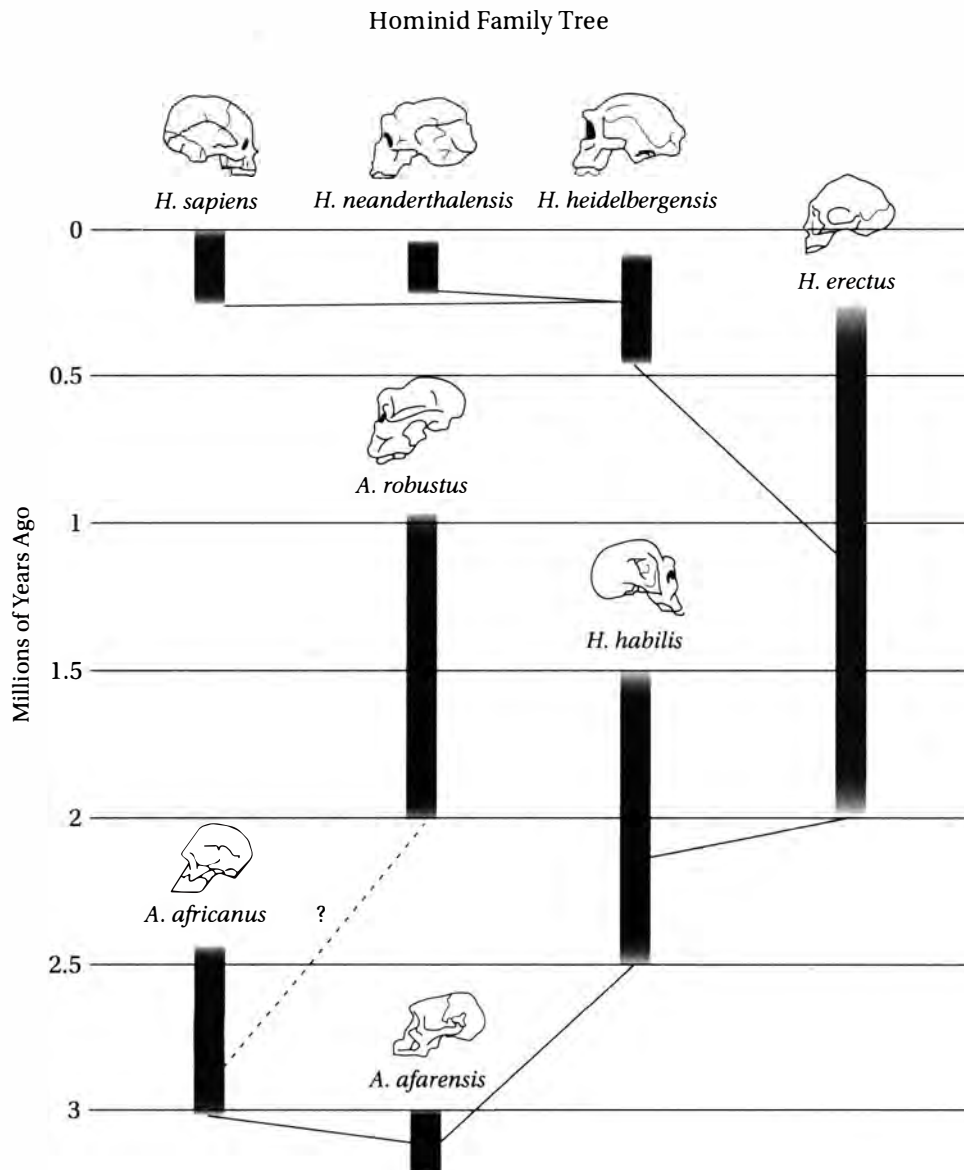 Hominid Family Tree
H. sapiens
H. neanderthalensis
H. heidelbergensis
0
H. erectus
0.5
A. robustus
1
H. habilis
1.5
Millions of Years Ago
2
A. africanus
?
2.5
A. afarensis
3